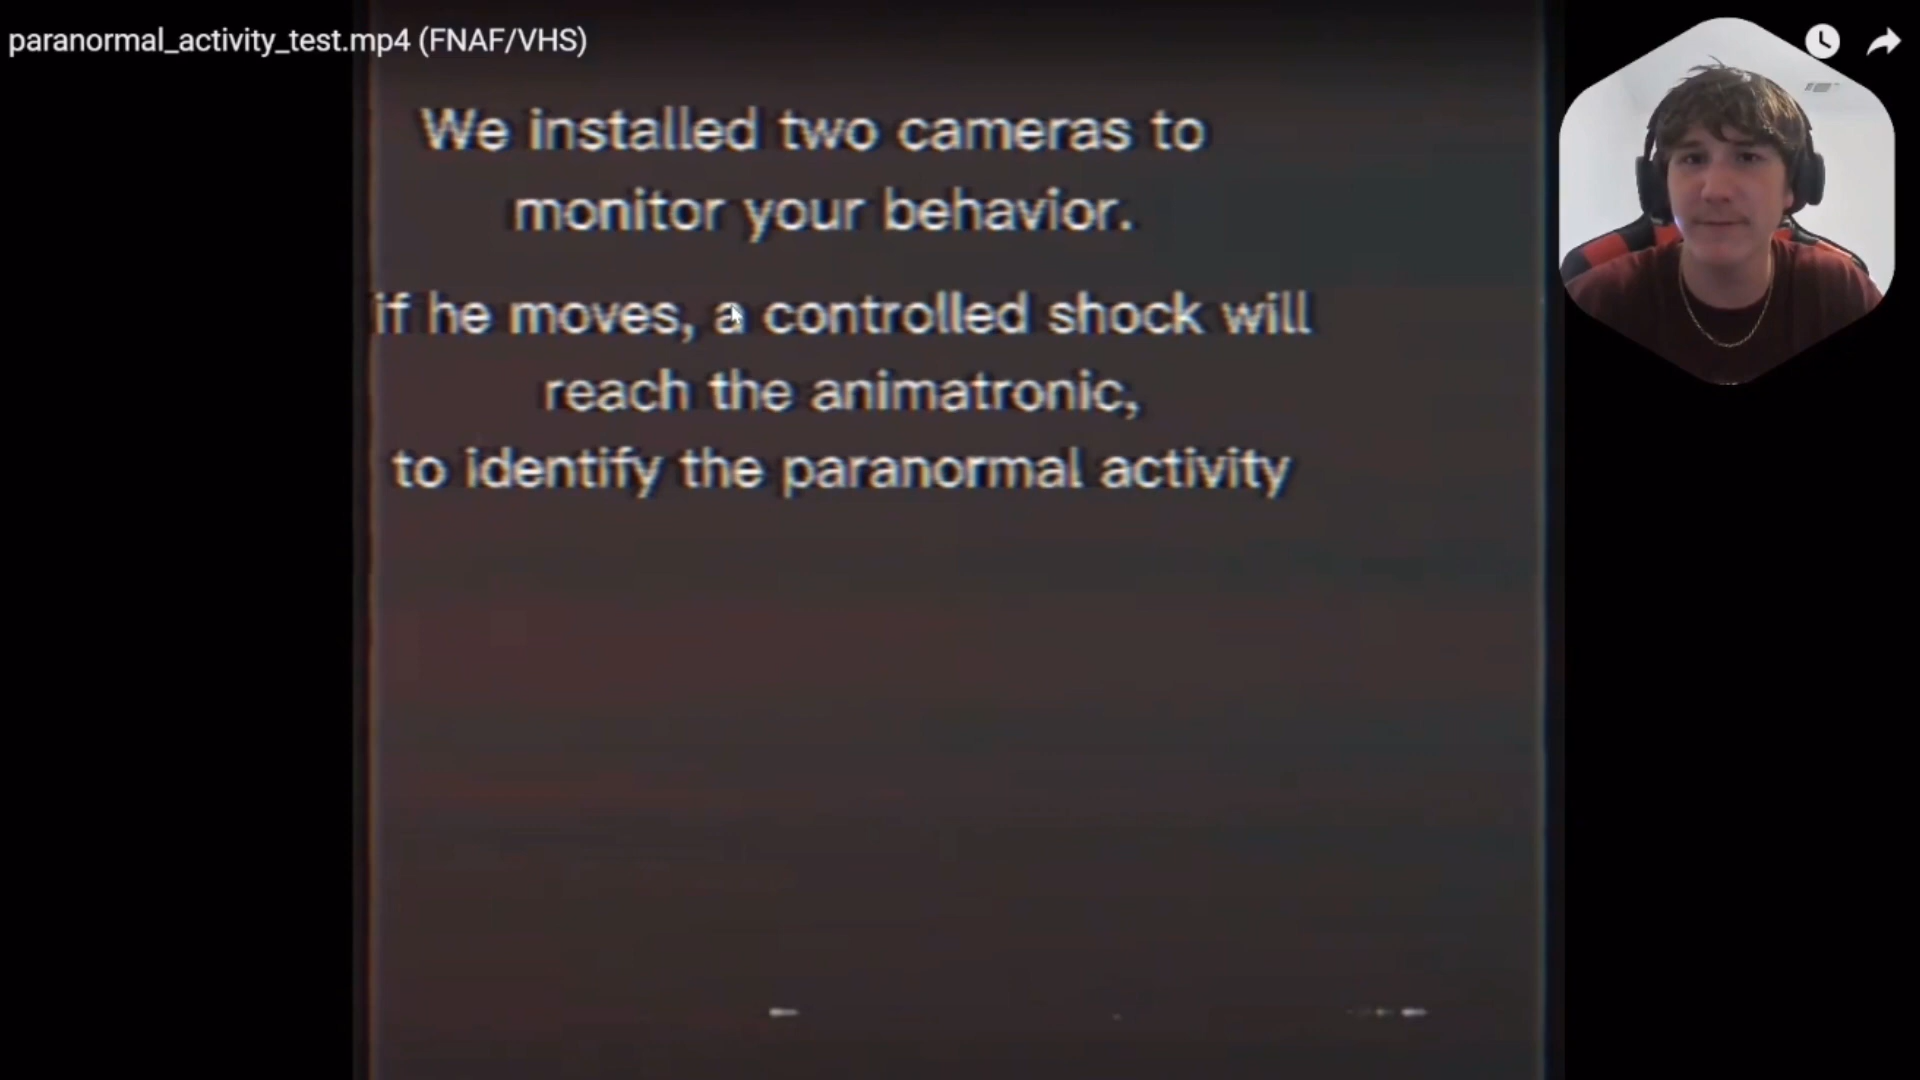 paranormal_activity_test.mp4 (FNAF/VHS)
We installed two cameras to
monitor your behavior.
if he moves, a controlled shock will
reach the animatronic,
to identify the paranormal activity